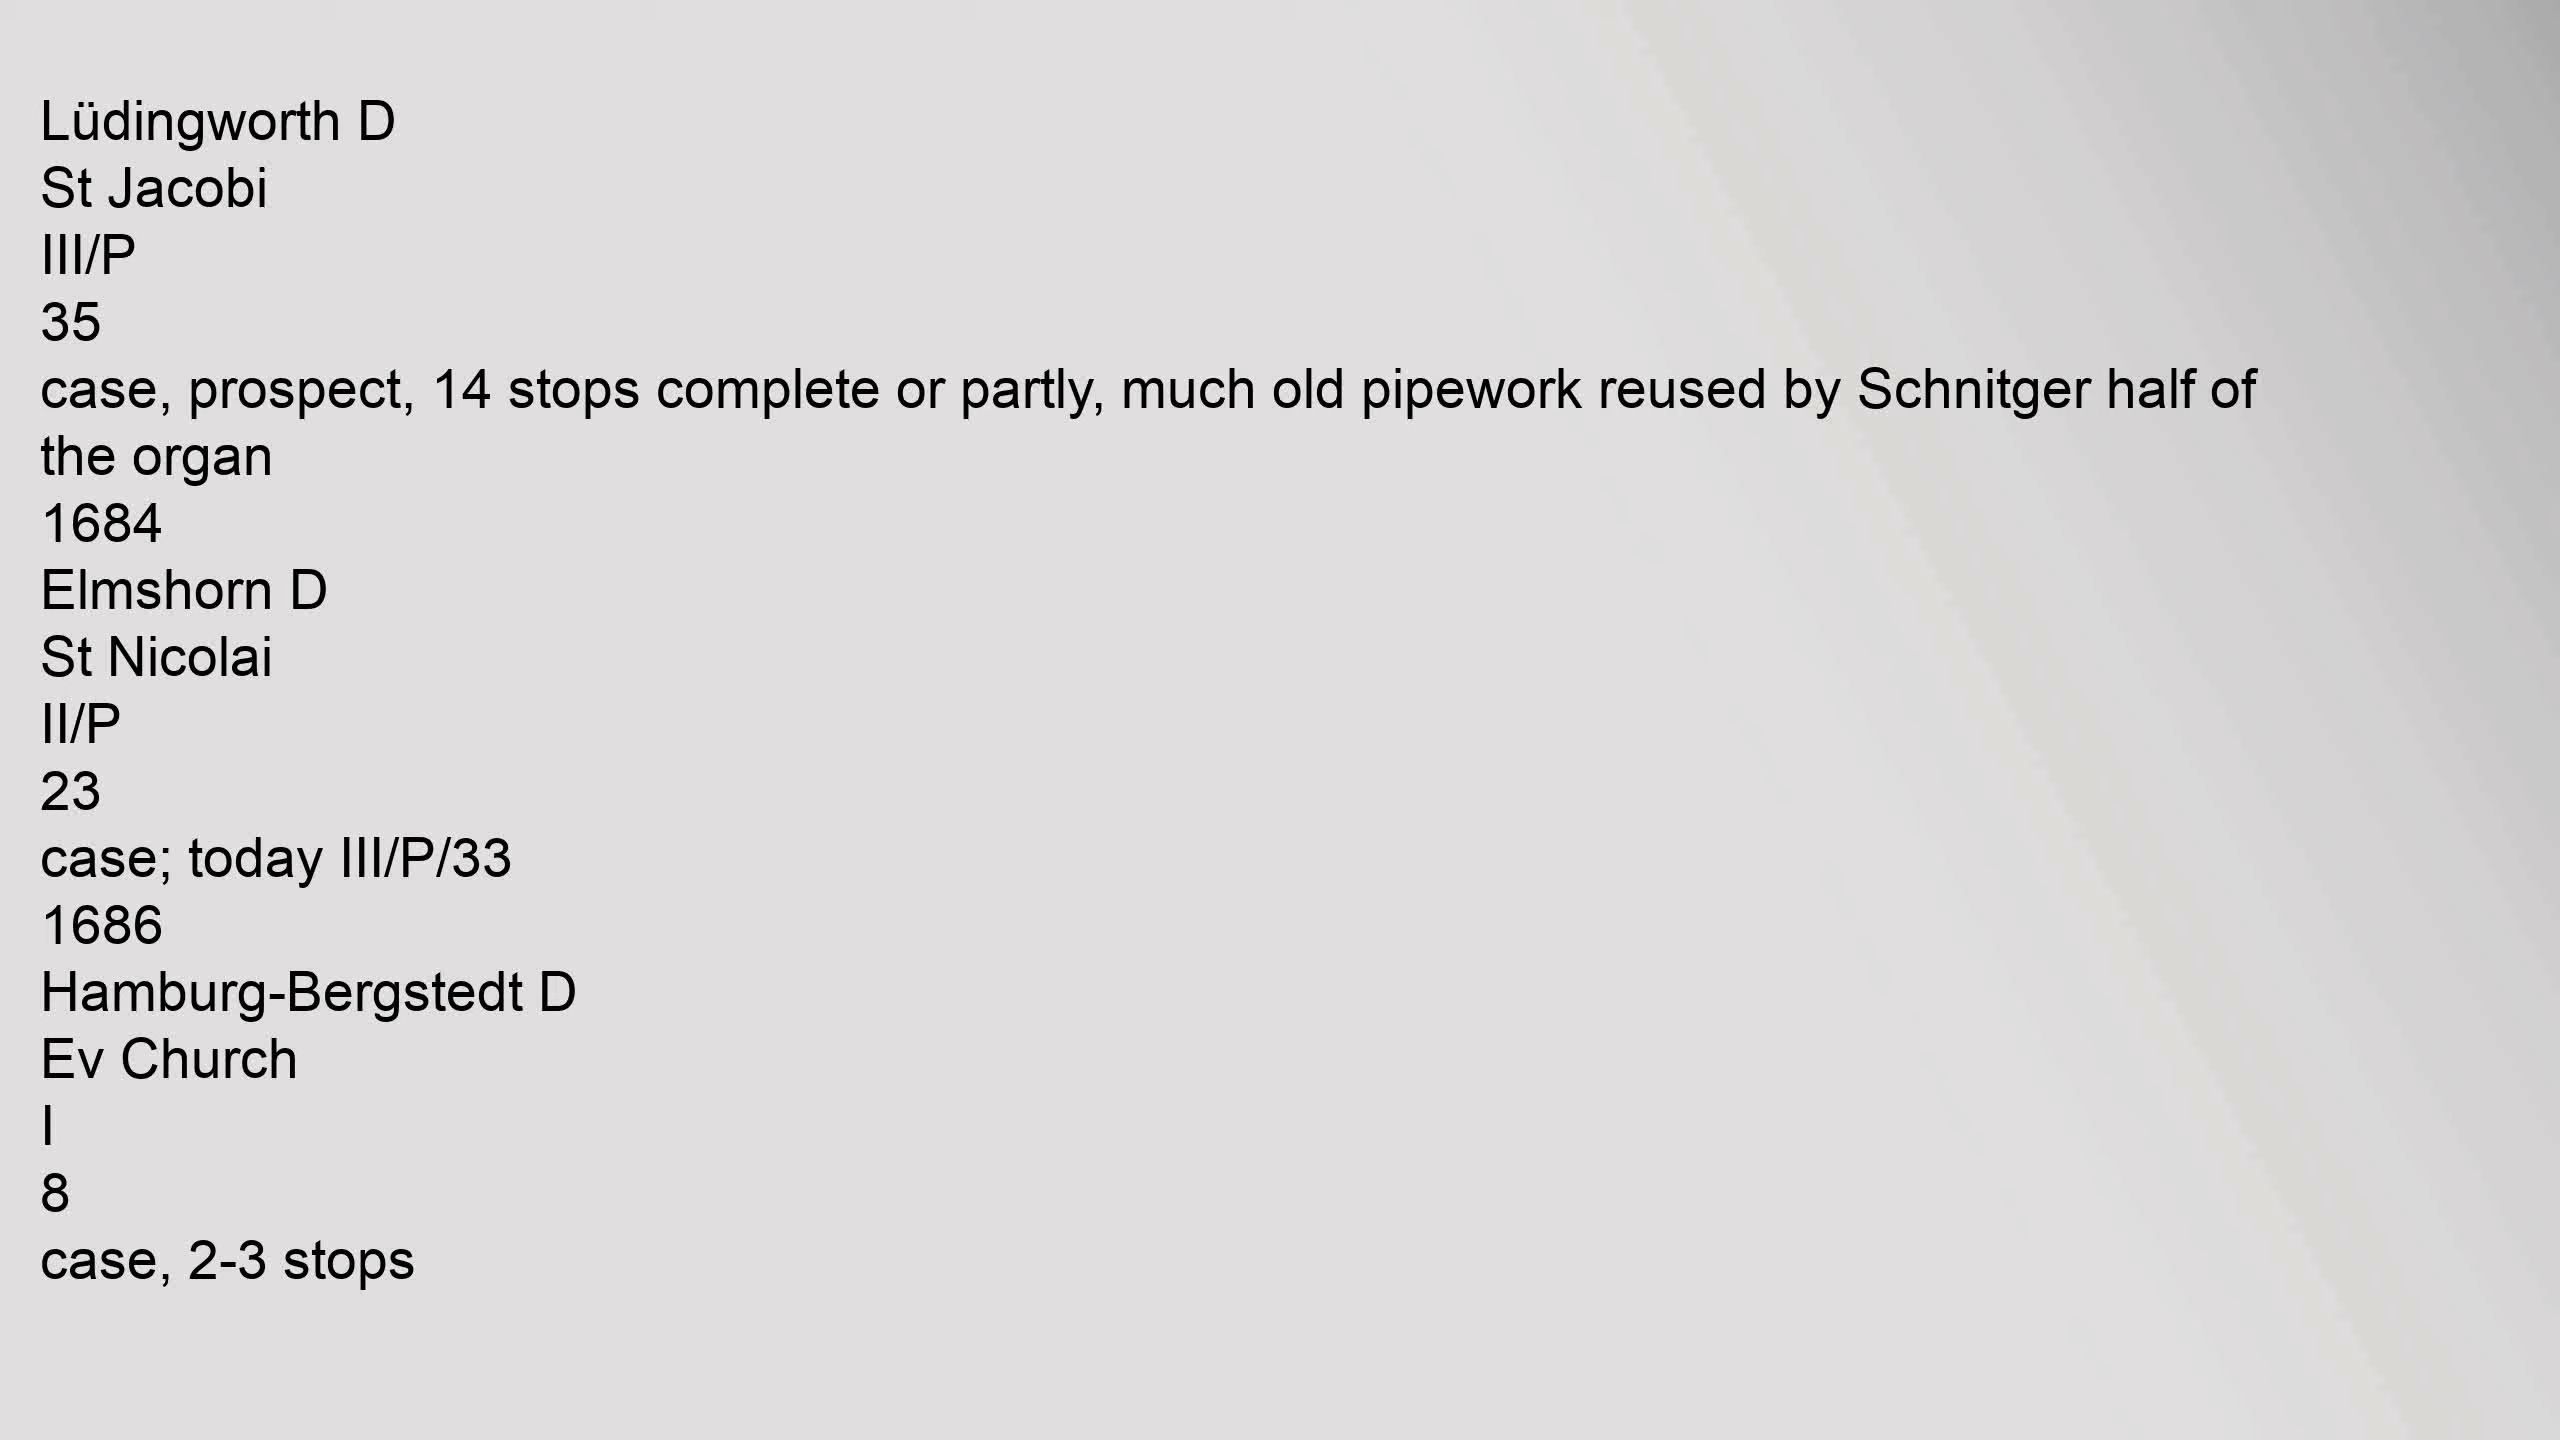 Lüdingworth D
St Jacobi
III/P
35
case, prospect, 14 stops complete or partly, much old pipework reused by Schnitger half of
the organ
1684
Elmshorn D
St Nicolai
II/P
23
case; today III/P/33
1686
Hamburg-Bergstedt D
Ev Church
I
8
case, 2-3 stops